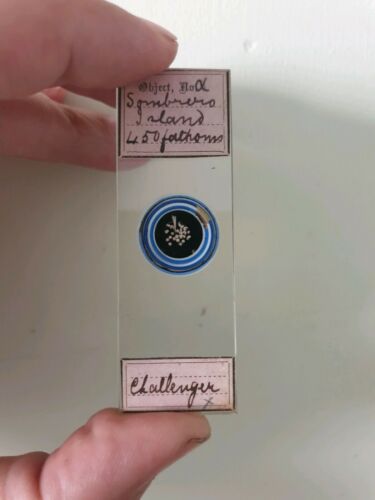 Object, No α
Sombrero
Island
450 fathoms
Challenger
x